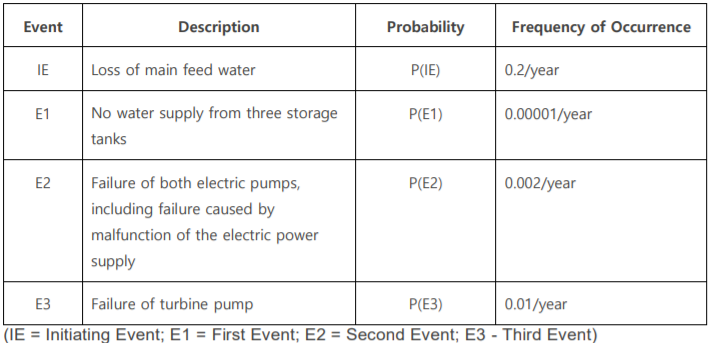 Event Description Probability Frequency of Occurrence
IE Loss of main feed water P(IE) 0.2/year
E1 No water supply from three storage P(E1) 0.00001/year
tanks
E2 Failure of both electric pumps, P(E2) 0.002/year
including failure caused by
malfunction of the electric power
supply
E3 Failure of turbine pump P(E3) 0.01/year
(IE = Initiating Event; E1 = First Event; E2 = Second Event; E3 - Third Event)